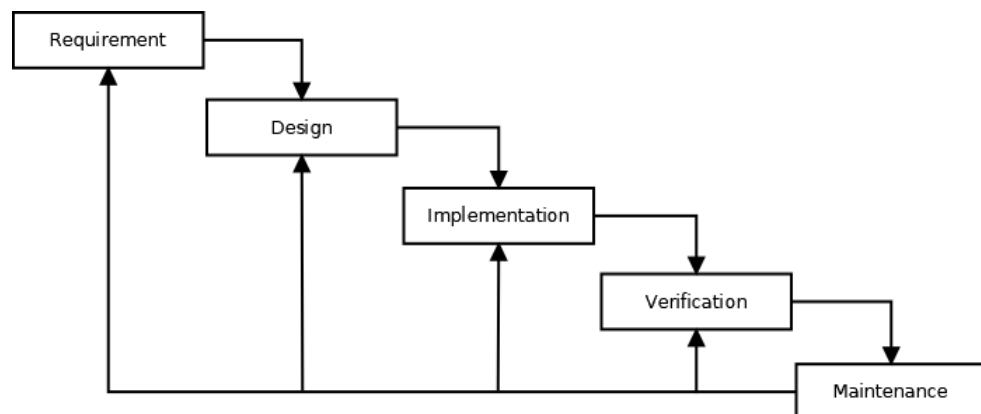 Requirement
Design
Implementation
Verification
Maintenance